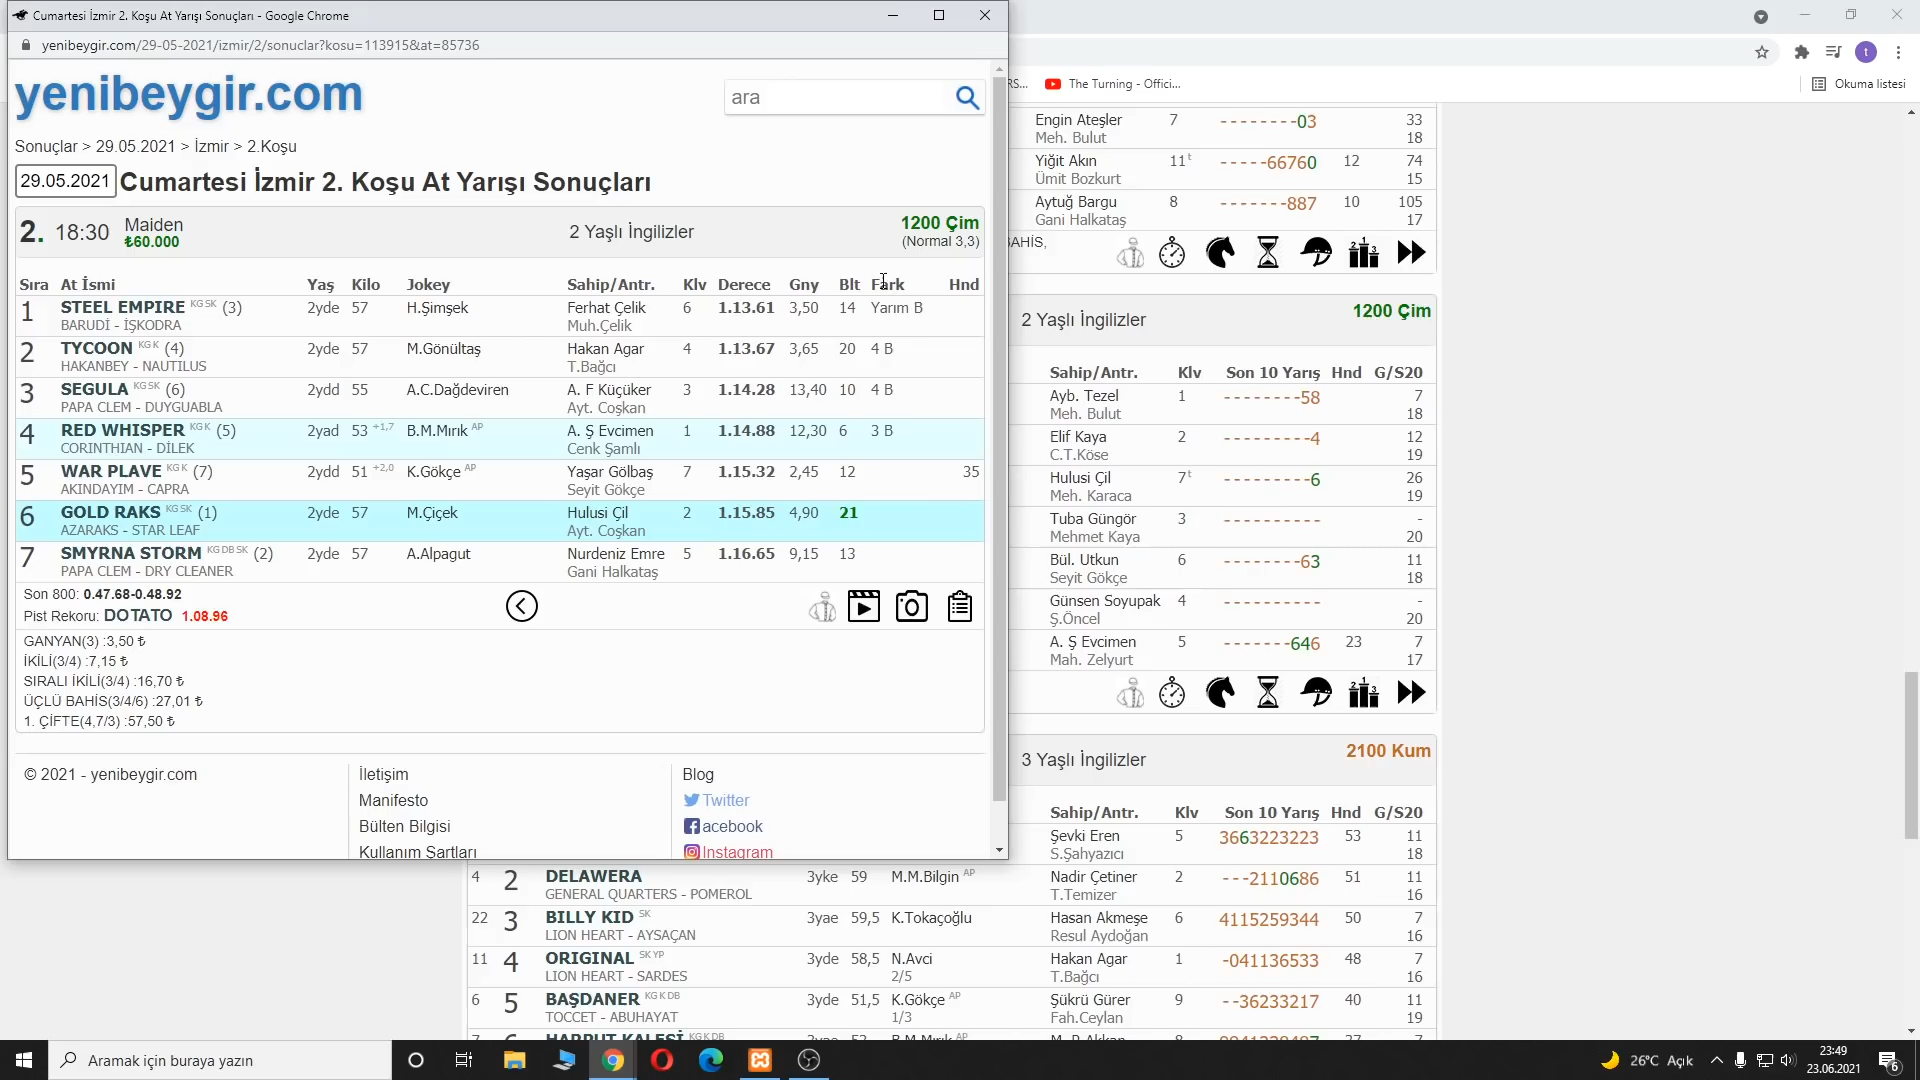 Cumartesi İzmir 2. Koşu At Yarışı Sonuçları - Google Chrome
yenibeygir.com/29-05-2021/izmir/2/sonuclar?kosu=113915&at=85736
yenibeygir.com
ara
Sonuçlar > 29.05.2021 > İzmir > 2.Koşu
29.05.2021 Cumartesi İzmir 2. Koşu At Yarışı Sonuçları
2. 18:30 Maiden 2 Yaşlı İngilizler 1200 Çim
₺60.000 (Normal 3,3)
Sıra At İsmi Yaş Kilo Jokey Sahip/Antr. Klv Derece Gny Blt Fark Hnd
1 STEEL EMPIRE KG SK (3) 2yde 57 H.Şimşek Ferhat Çelik 6 1.13.61 3,50 14 Yarım B
BARUDİ - İŞKODRA Muh.Çelik
2 TYCOON KG K (4) 2yde 57 M.Gönültaş Hakan Agar 4 1.13.67 3,65 20 4 B
HAKANBEY - NAUTILUS T.Bağcı
3 SEGULA KG SK (6) 2ydd 55 A.C.Dağdeviren A. F Küçüker 3 1.14.28 13,40 10 4 B
PAPA CLEM - DUYGUABLA Ayt. Coşkan
4 RED WHISPER KG K (5) 2yad 53 +1,7 B.M.Mırık AP A. Ş Evcimen 1 1.14.88 12,30 6 3 B
CORINTHIAN - DİLEK Cenk Şamlı
5 WAR PLAVE KG K (7) 2ydd 51 +2,0 K.Gökçe AP Yaşar Gölbaş 7 1.15.32 2,45 12 35
AKINDAYIM - CAPRA Seyit Gökçe
6 GOLD RAKS KG SK (1) 2yde 57 M.Çiçek Hulusi Çil 2 1.15.85 4,90 21
AZARAKS - STAR LEAF Ayt. Coşkan
7 SMYRNA STORM KG DB SK (2) 2yde 57 A.Alpagut Nurdeniz Emre 5 1.16.65 9,15 13
PAPA CLEM - DRY CLEANER Gani Halkataş
Son 800: 0.47.68-0.48.92
Pist Rekoru: DOTATO 1.08.96
GANYAN(3) :3,50 ₺
İKİLİ(3/4) :7,15 ₺
SIRALI İKİLİ(3/4) :16,70 ₺
ÜÇLÜ BAHİS(3/4/6) :27,01 ₺
1. ÇİFTE(4,7/3) :57,50 ₺
© 2021 - yenibeygir.com
İletişim
Manifesto
Bülten Bilgisi
Kullanım Şartları
Blog
Twitter
acebook
Instagram
t
RS... The Turning - Offici... Okuma listesi
Engin Ateşler 7 --------03 33
Meh. Bulut 18
Yiğit Akın 11 t -----66760 12 74
Ümit Bozkurt 15
Aytuğ Bargu 8 -------887 10 105
Gani Halkataş 17
BAHİS,
2 Yaşlı İngilizler 1200 Çim
Sahip/Antr. Klv Son 10 Yarış Hnd G/S20
Ayb. Tezel 1 --------58 7
Meh. Bulut 18
Elif Kaya 2 ---------4 12
C.T.Köse 19
Hulusi Çil 7 t ---------6 26
Meh. Karaca 19
Tuba Güngör 3 ---------- -
Mehmet Kaya 20
Bül. Utkun 6 --------63 11
Seyit Gökçe 18
Günsen Soyupak 4 ---------- -
Ş.Öncel 20
A. Ş Evcimen 5 -------646 23 7
Mah. Zelyurt 17
3 Yaşlı İngilizler 2100 Kum
Sahip/Antr. Klv Son 10 Yarış Hnd G/S20
Şevki Eren 5 3663223223 53 11
S.Şahyazıcı 18
4 2 DELAWERA 3yke 59 M.M.Bilgin AP Nadir Çetiner 2 ---2110686 51 11
GENERAL QUARTERS - POMEROL T.Temizer 16
22 3 BILLY KID SK 3yae 59,5 K.Tokaçoğlu Hasan Akmeşe 6 4115259344 50 7
LION HEART - AYSAÇAN Resul Aydoğan 16
11 4 ORIGINAL SK YP 3yde 58,5 N.Avci Hakan Agar 1 -041136533 48 7
LION HEART - SARDES 2/5 T.Bağcı 16
6 5 BAŞDANER KG K DB 3yde 51,5 K.Gökçe AP Şükrü Gürer 9 --36233217 40 11
TOCCET - ABUHAYAT 1/3 Fah.Ceylan 19
HARPUT KALESİ KG K DB
Aramak için buraya yazın
26°C Açık
23:49
23.06.2021
6